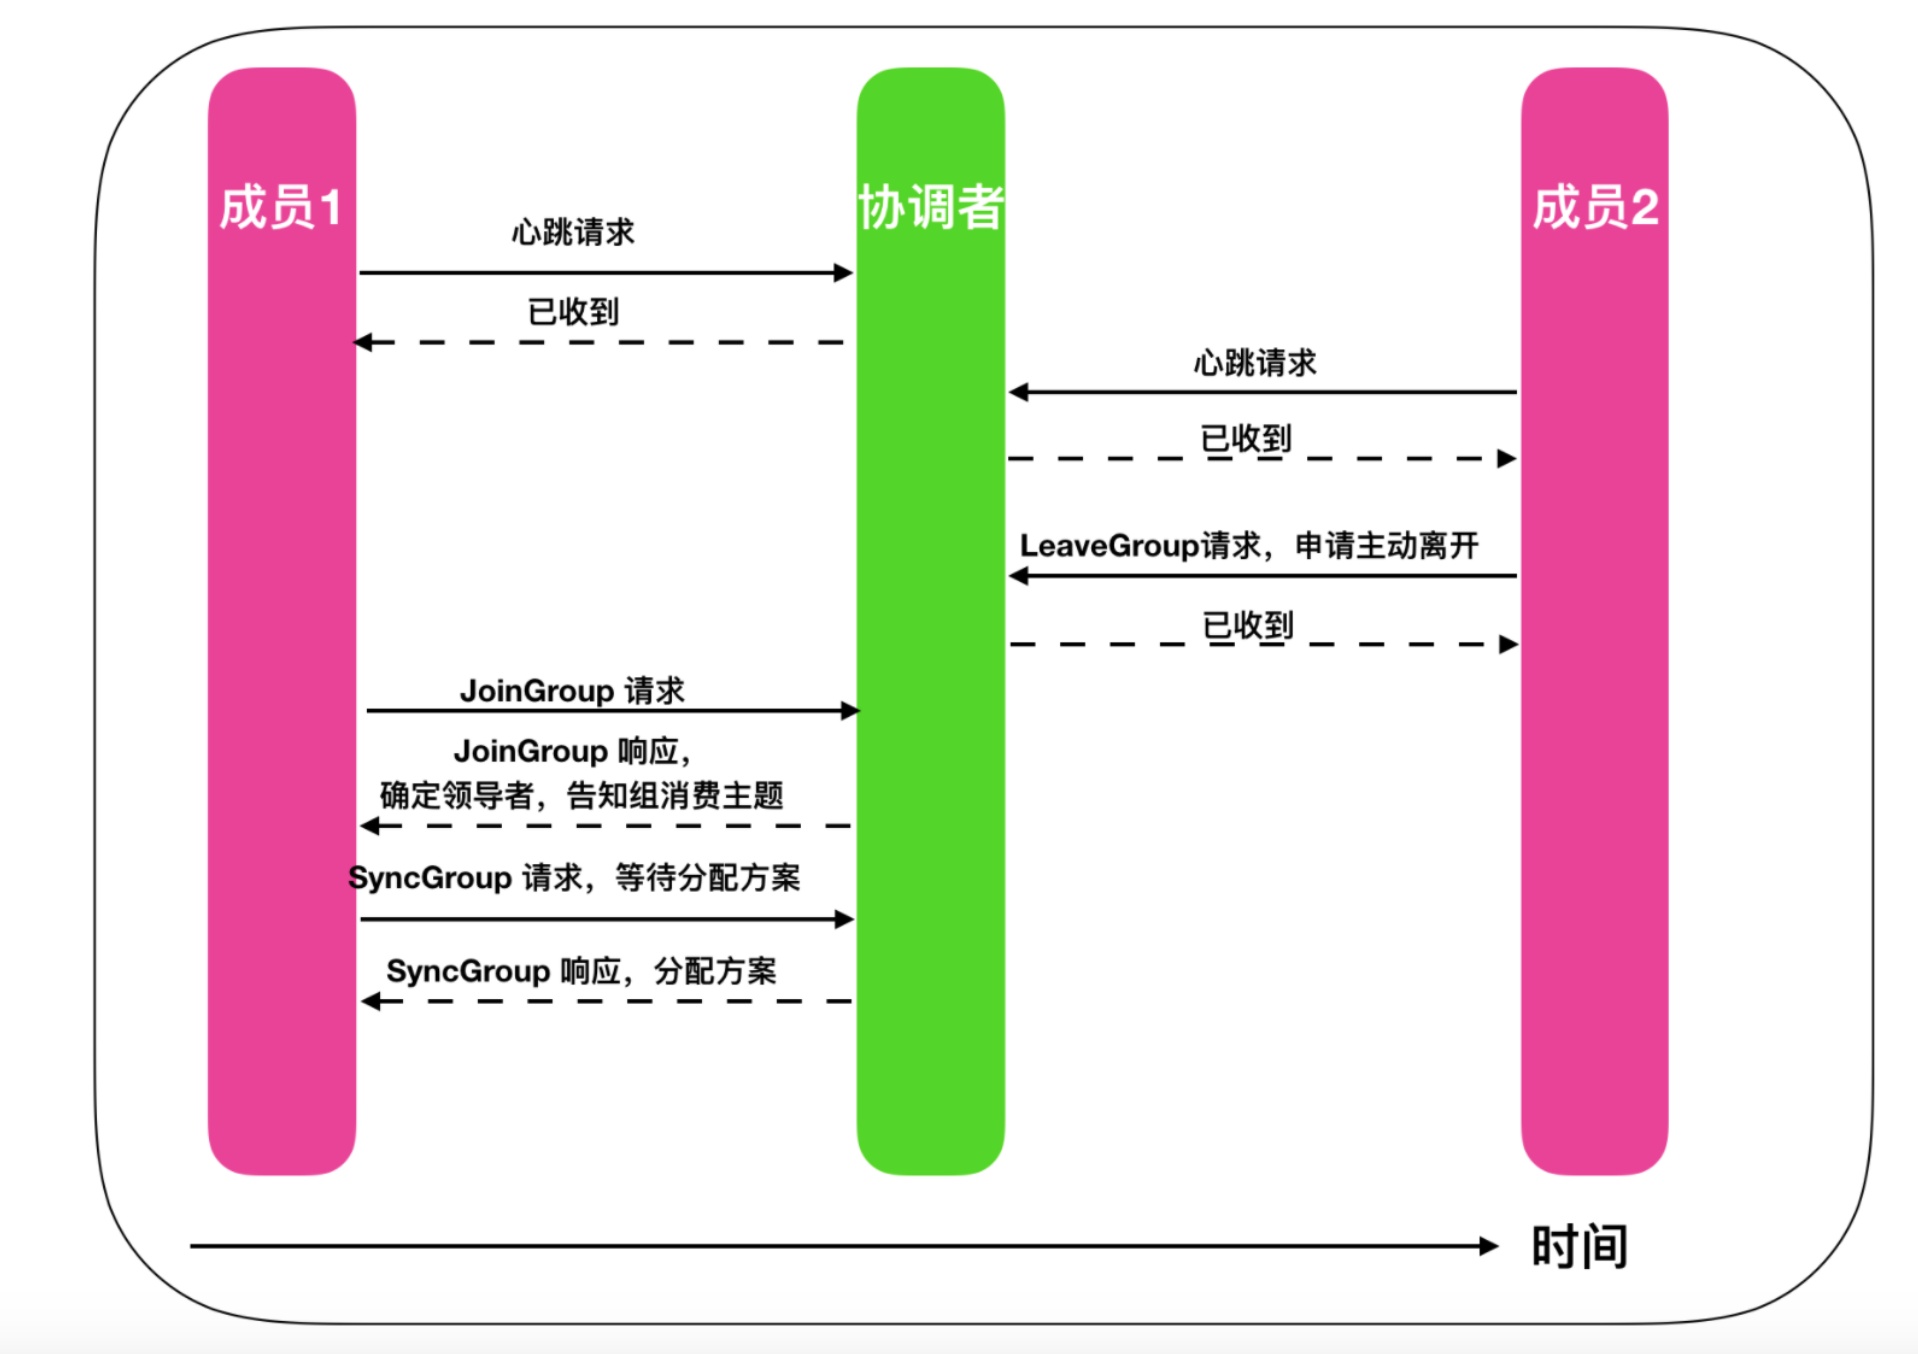 成员1
协调者
成员2
心跳请求
已收到
心跳请求
已收到
LeaveGroup请求，申请主动离开
已收到
JoinGroup 请求
JoinGroup 响应，
确定领导者，告知组消费主题
SyncGroup 请求，等待分配方案
SyncGroup 响应，分配方案
时间